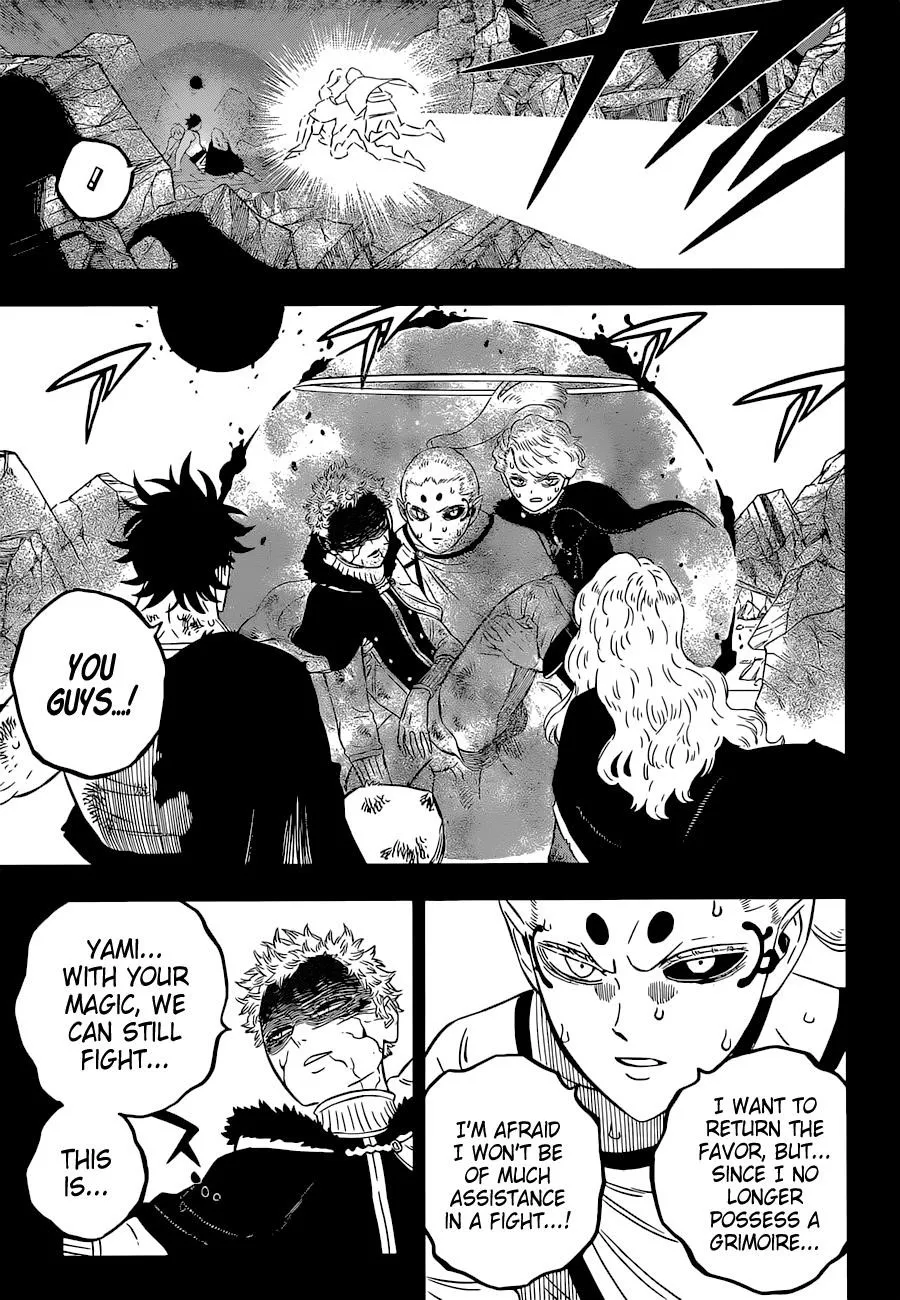 !
YOU
GUYS...!
I WANT TO
RETURN THE
FAVOR, BUT...
SINCE I NO
LONGER
POSSESS A
GRIMOIRE...
I'M AFRAID
I WON'T BE
OF MUCH
ASSISTANCE
IN A FIGHT...!
YAMI...
WITH YOUR
MAGIC, WE
CAN STILL
FIGHT...
THIS
IS...